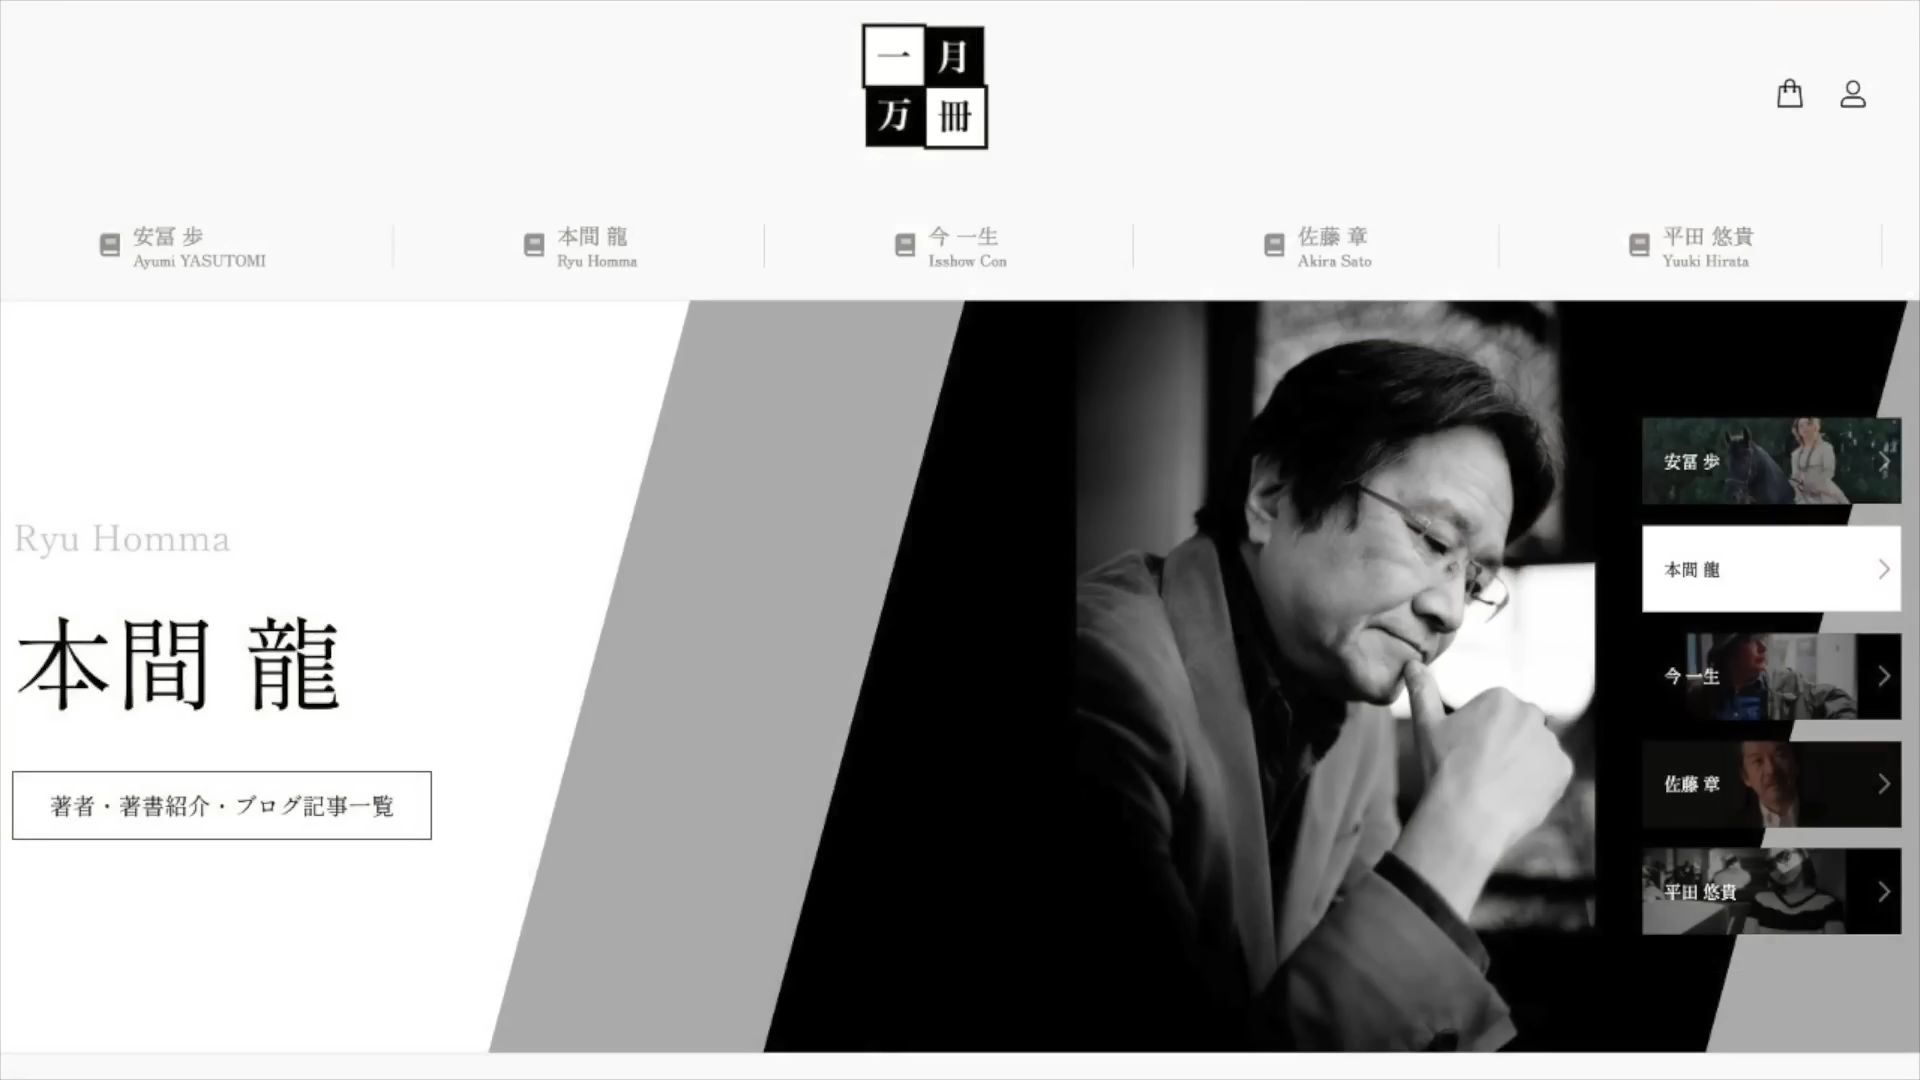 一月
万冊
安冨 歩
Ayumi YASUTOMI
本間 龍
Ryu Homma
今 一生
Isshow Con
佐藤 章
Akira Sato
平田 悠貴
Yuuki Hirata
Ryu Homma
本間 龍
著者・著書紹介・ブログ記事一覧
安冨 歩
本間 龍
今 一生
佐藤 章
平田 悠貴